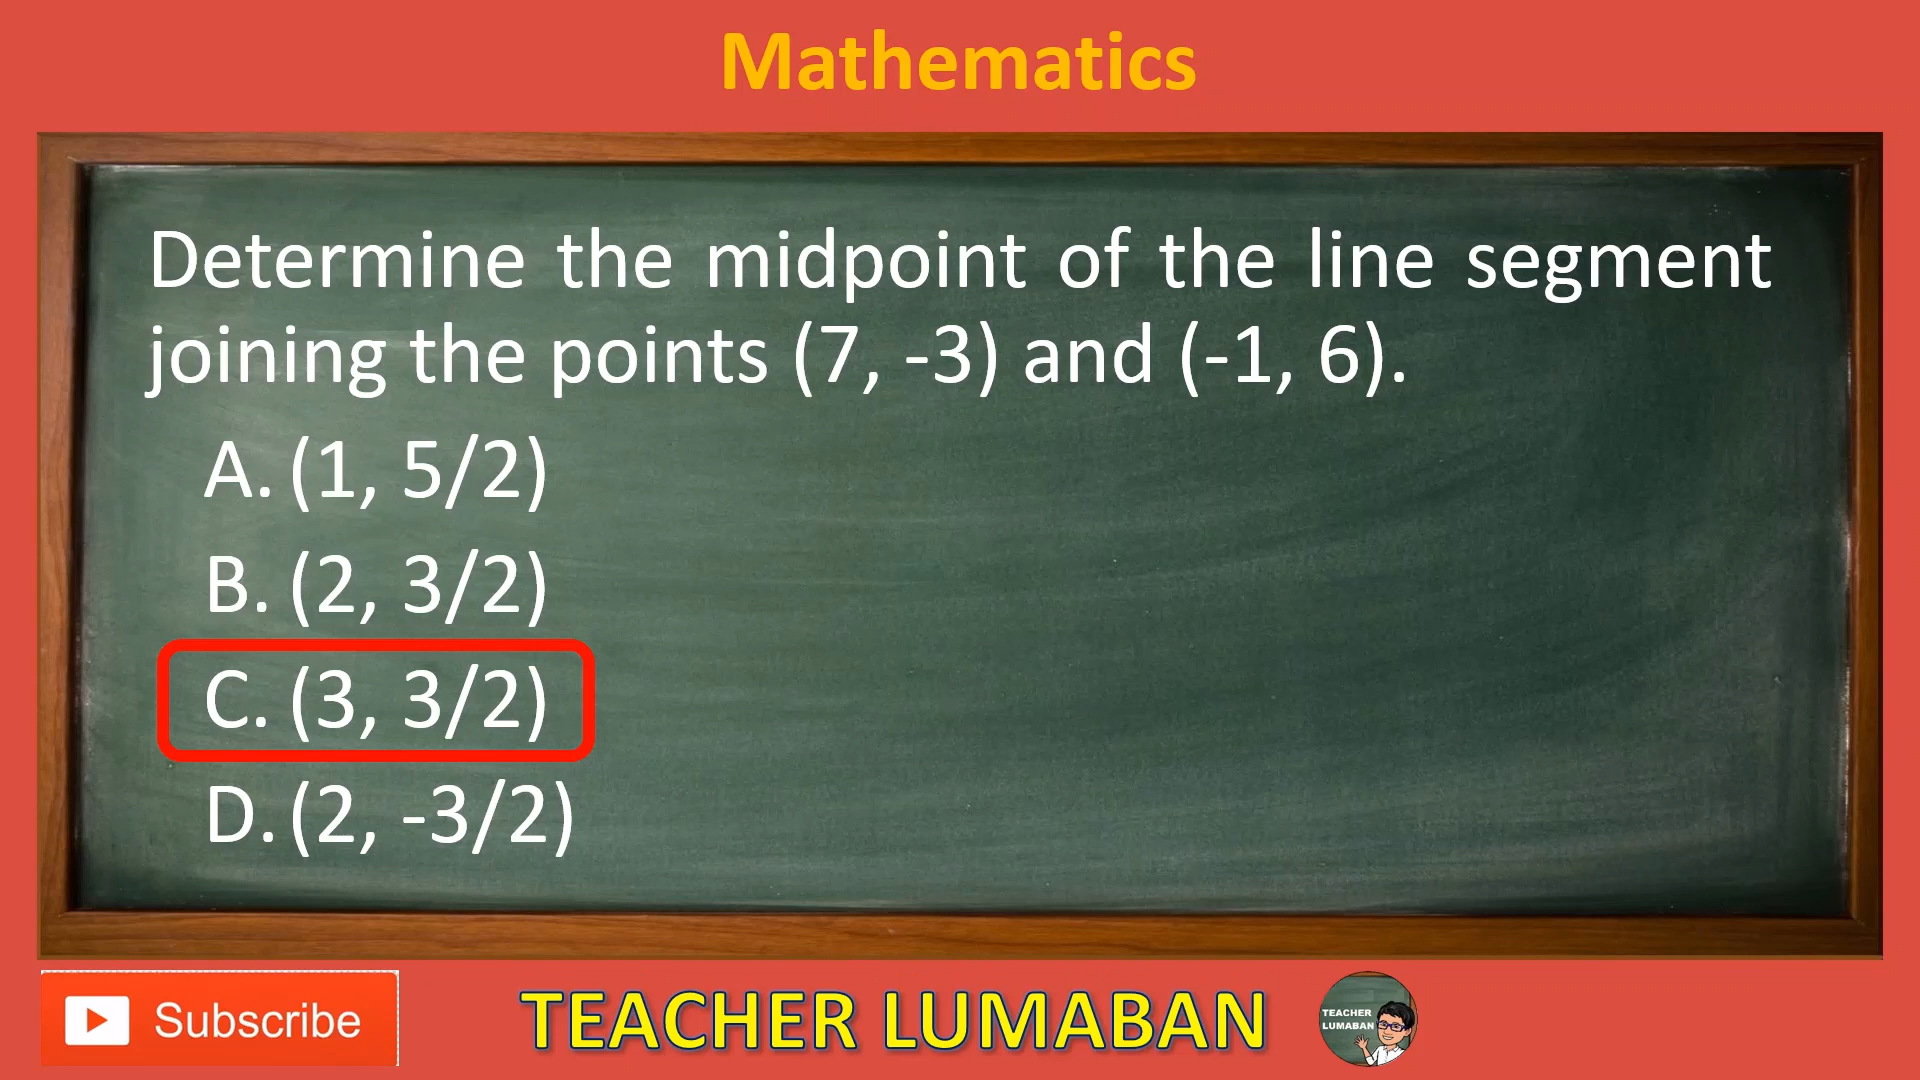 Mathematics
Determine the midpoint of the line segment
joining the points (7, -3) and (-1, 6).
A. (1, 5/2)
B. (2, 3/2)
C. (3, 3/2)
D. (2, -3/2)
Subscribe
TEACHER LUMABAN
TEACHER
LUMABAN